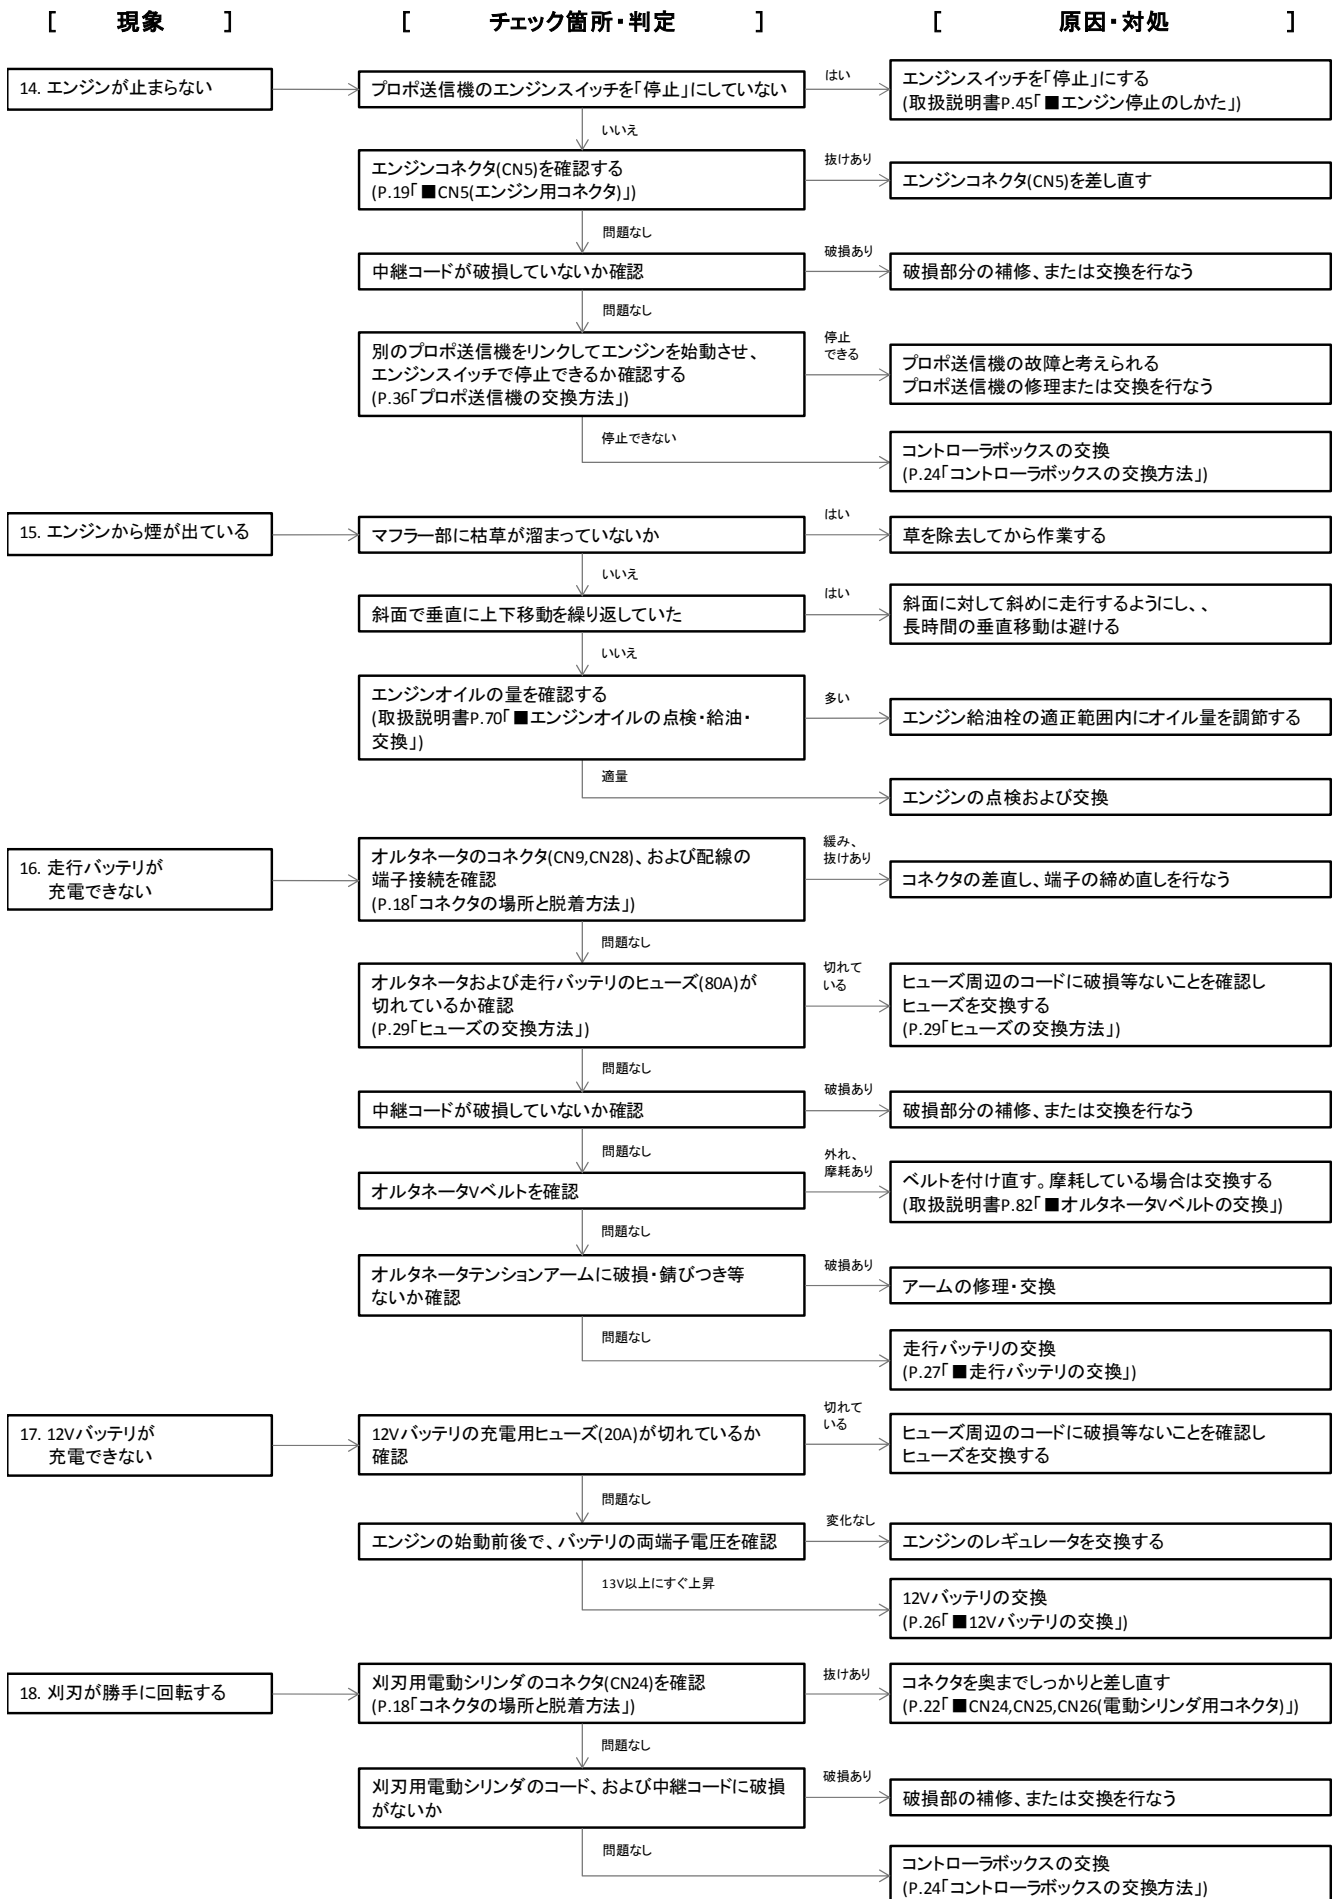 [ 現象 ]
[ チェック箇所・判定 ]
[ 原因・対処 ]
14. エンジンが止まらない
プロポ送信機のエンジンスイッチを「停止」にしていない
はい
エンジンスイッチを「停止」にする
(取扱説明書P.45「■エンジン停止のしかた」)
いいえ
エンジンコネクタ(CN5)を確認する
(P.19「■CN5(エンジン用コネクタ)」)
抜けあり
エンジンコネクタ(CN5)を差し直す
問題なし
中継コードが破損していないか確認
破損あり
破損部分の補修、または交換を行なう
問題なし
別のプロポ送信機をリンクしてエンジンを始動させ、
エンジンスイッチで停止できるか確認する
(P.36「プロポ送信機の交換方法」)
停止
できる
プロポ送信機の故障と考えられる
プロポ送信機の修理または交換を行なう
停止できない
コントローラボックスの交換
(P.24「コントローラボックスの交換方法」)
15. エンジンから煙が出ている
マフラー部に枯草が溜まっていないか
はい
草を除去してから作業する
いいえ
斜面で垂直に上下移動を繰り返していた
はい
斜面に対して斜めに走行するようにし、、
長時間の垂直移動は避ける
いいえ
エンジンオイルの量を確認する
(取扱説明書P.70「■エンジンオイルの点検・給油・
交換」)
多い
エンジン給油栓の適正範囲内にオイル量を調節する
適量
エンジンの点検および交換
16. 走行バッテリが
充電できない
オルタネータのコネクタ(CN9,CN28)、および配線の
端子接続を確認
(P.18「コネクタの場所と脱着方法」)
緩み、
抜けあり
コネクタの差直し、端子の締め直しを行なう
問題なし
オルタネータおよび走行バッテリのヒューズ(80A)が
切れているか確認
(P.29「ヒューズの交換方法」)
切れて
いる
ヒューズ周辺のコードに破損等ないことを確認し
ヒューズを交換する
(P.29「ヒューズの交換方法」)
問題なし
中継コードが破損していないか確認
破損あり
破損部分の補修、または交換を行なう
問題なし
オルタネータVベルトを確認
外れ、
摩耗あり
ベルトを付け直す。摩耗している場合は交換する
(取扱説明書P.82「■オルタネータVベルトの交換」)
問題なし
オルタネータテンションアームに破損・錆びつき等
ないか確認
破損あり
アームの修理・交換
問題なし
走行バッテリの交換
(P.27「■走行バッテリの交換」)
17. 12Vバッテリが
充電できない
12Vバッテリの充電用ヒューズ(20A)が切れているか
確認
切れて
いる
ヒューズ周辺のコードに破損等ないことを確認し
ヒューズを交換する
問題なし
エンジンの始動前後で、バッテリの両端子電圧を確認
変化なし
エンジンのレギュレータを交換する
13V以上にすぐ上昇
12Vバッテリの交換
(P.26「■12Vバッテリの交換」)
18. 刈刃が勝手に回転する
刈刃用電動シリンダのコネクタ(CN24)を確認
(P.18「コネクタの場所と脱着方法」)
抜けあり
コネクタを奥までしっかりと差し直す
(P.22「■CN24,CN25,CN26(電動シリンダ用コネクタ)」)
問題なし
刈刃用電動シリンダのコード、および中継コードに破損
がないか
破損あり
破損部の補修、または交換を行なう
問題なし
コントローラボックスの交換
(P.24「コントローラボックスの交換方法」)